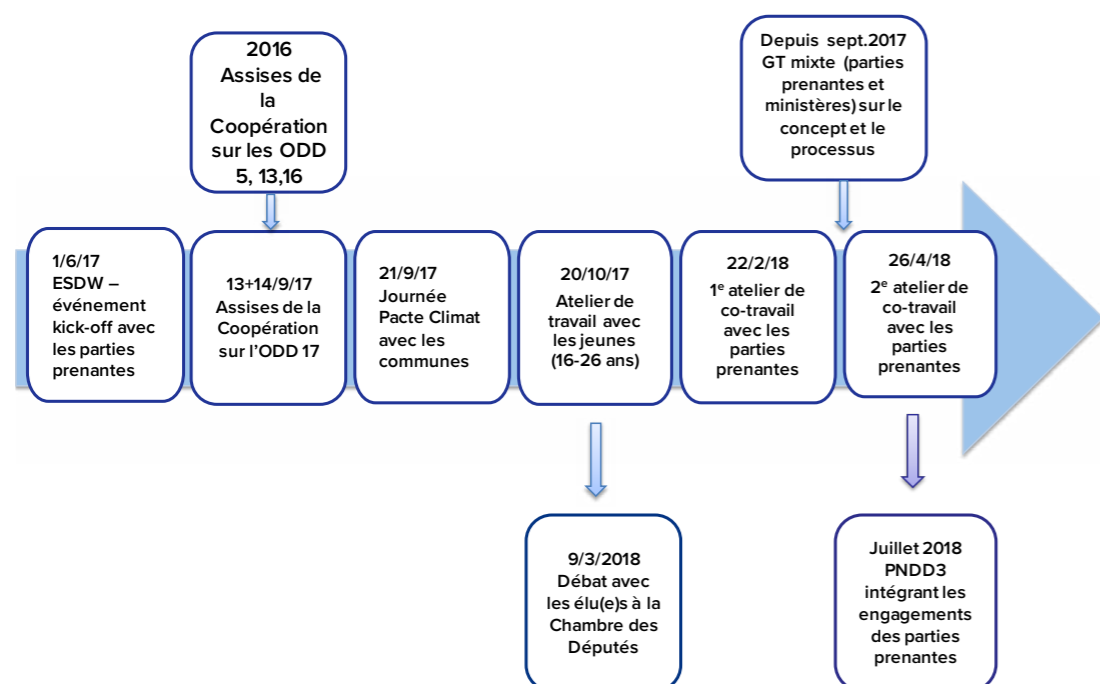 2016
Assises de
la
Coopération
sur les ODD
5, 13,16
Depuis sept.2017
GT mixte (parties
prenantes et
ministères) sur le
concept et le
processus
1/6/17
ESDW –
événement
kick-off avec
les parties
prenantes
13+14/9/17
Assises de la
Coopération
sur l'ODD 17
21/9/17
Journée
Pacte Climat
avec les
communes
20/10/17
Atelier de
travail avec
les jeunes
(16-26 ans)
22/2/18
1e atelier de
co-travail
avec les
parties
prenantes
26/4/18
2e atelier de
co-travail
avec les
parties
prenantes
9/3/2018
Débat avec
les élu(e)s à la
Chambre des
Députés
Juillet 2018
PNDD3
intégrant les
engagements
des parties
prenantes